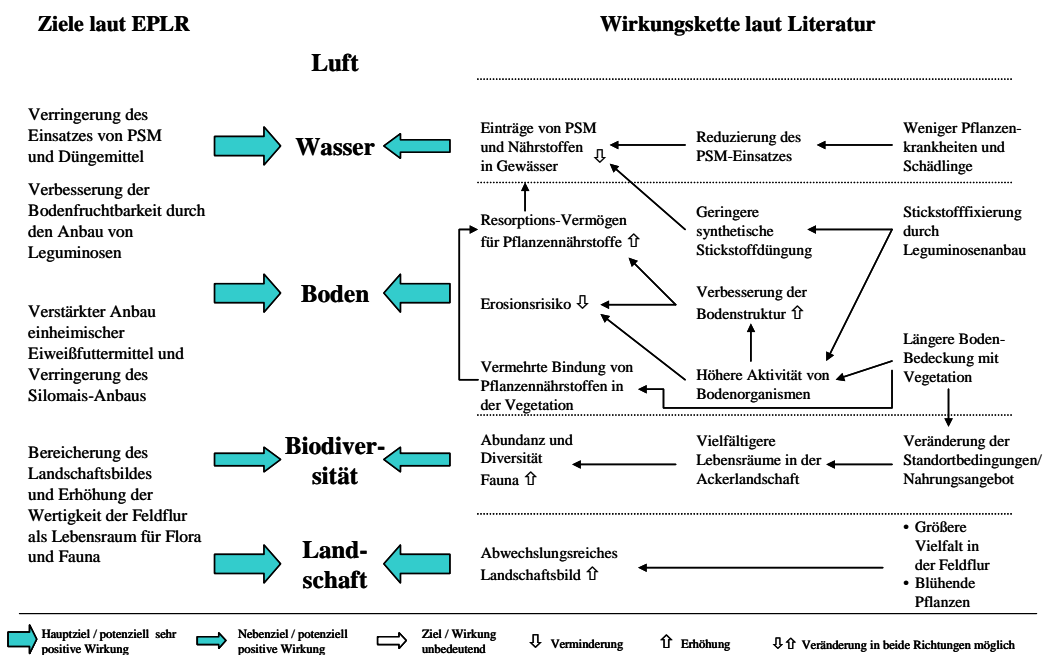 Ziele laut EPLR
Wirkungskette laut Literatur
Luft
Verringerung des
Einsatzes von PSM
und Düngemittel
Wasser
Einträge von PSM
und Nährstoffen
in Gewässer ⇩
Reduzierung des
PSM-Einsatzes
Weniger Pflanzen-
krankheiten und
Schädlinge
Verbesserung der
Bodenfruchtbarkeit durch
den Anbau von
Leguminosen
Verstärkter Anbau
einheimischer
Eiweißfuttermittel und
Verringerung des
Silomais-Anbaus
Boden
Resorptions-Vermögen
für Pflanzennährstoffe ⇧
Geringere
synthetische
Stickstoffdüngung
Stickstofffixierung
durch
Leguminosenanbau
Erosionsrisiko ⇩
Verbesserung der
Bodenstruktur ⇧
Vermehrte Bindung von
Pflanzennährstoffen in
der Vegetation
Höhere Aktivität von
Bodenorganismen
Längere Boden-
Bedeckung mit
Vegetation
Bereicherung des
Landschaftsbildes
und Erhöhung der
Wertigkeit der Feldflur
als Lebensraum für Flora
und Fauna
Biodiver-
sität
Abundanz und
Diversität
Fauna ⇧
Vielfältigere
Lebensräume in der
Ackerlandschaft
Veränderung der
Standortbedingungen/
Nahrungsangebot
Land-
schaft
Abwechslungsreiches
Landschaftsbild ⇧
• Größere
Vielfalt in
der Feldflur
• Blühende
Pflanzen
Hauptziel / potenziell sehr
positive Wirkung
Nebenziel / potenziell
positive Wirkung
Ziel / Wirkung
unbedeutend
⇩ Verminderung
⇧ Erhöhung
⇩⇧ Veränderung in beide Richtungen möglich